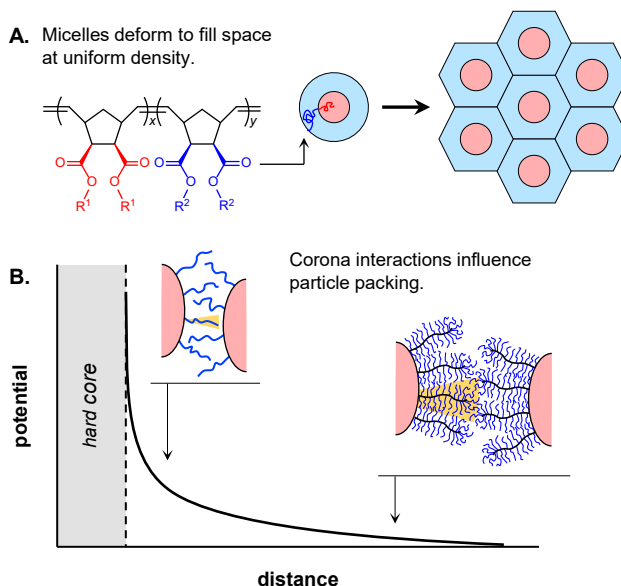 A. Micelles deform to fill space
at uniform density.
x y
O O O O
O O O O
R¹ R¹ R² R²
B. Corona interactions influence
particle packing.
hard core
potential
distance